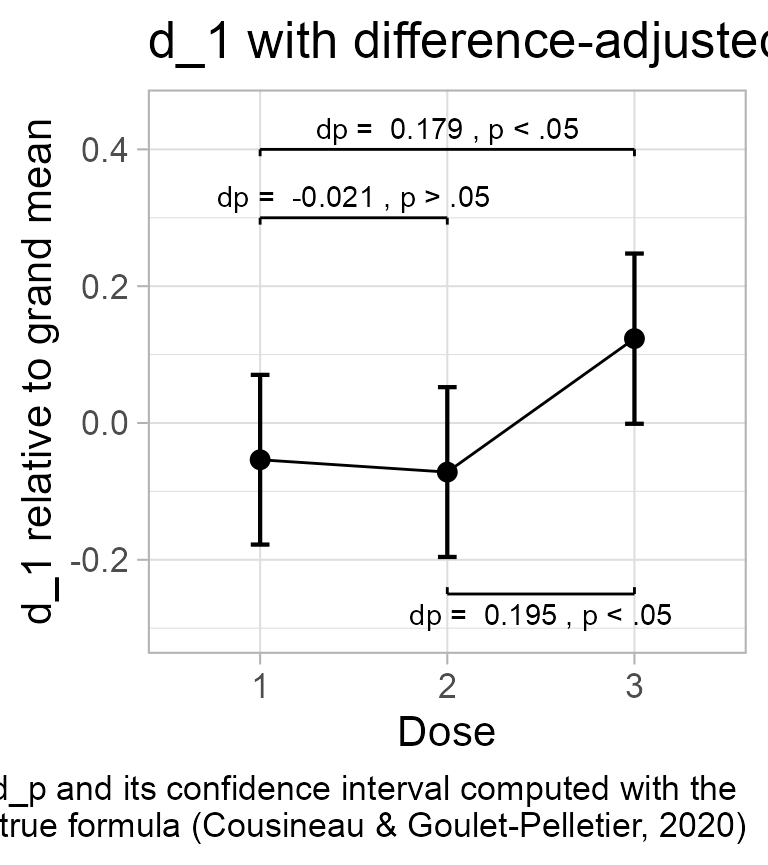 d_1 with difference-adjusted
d_1 relative to grand mean
0.4
0.2
0.0
-0.2
dp =  0.179 , p < .05
dp =  -0.021 , p > .05
dp =  0.195 , p < .05
1 2 3
Dose
d_p and its confidence interval computed with the
true formula (Cousineau & Goulet-Pelletier, 2020)